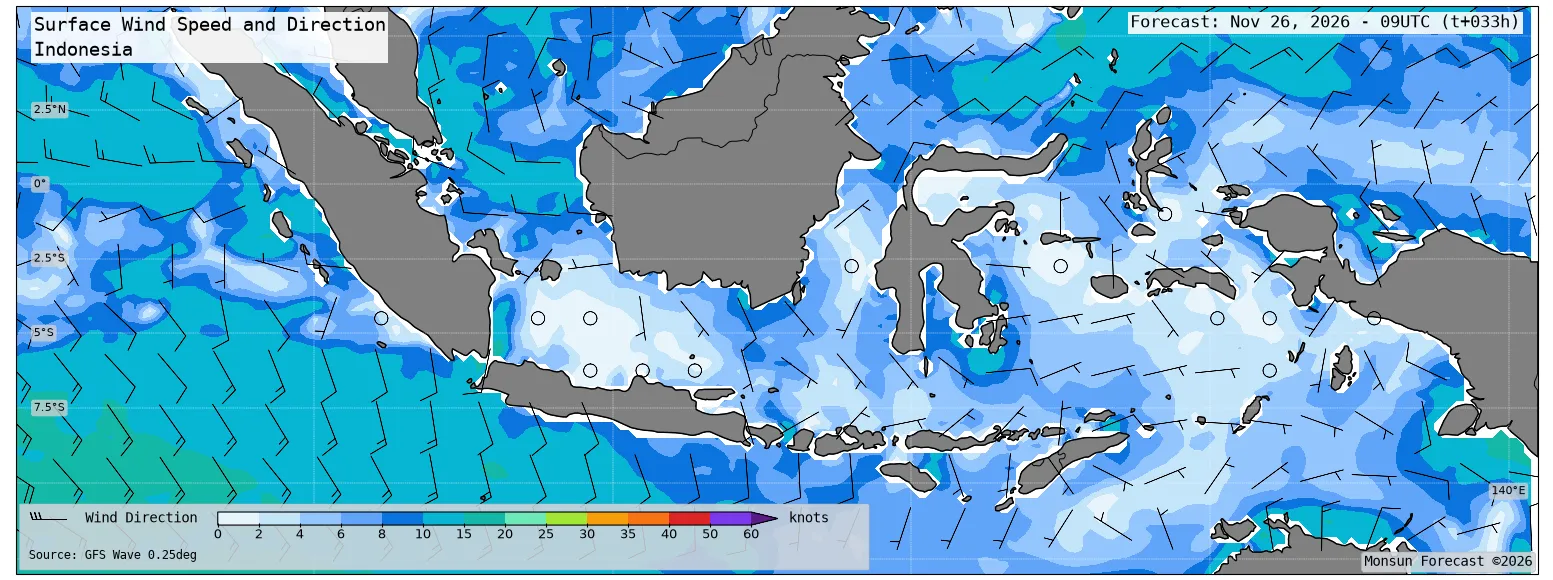 Surface Wind Speed and Direction
Indonesia
Forecast: Nov 26, 2026 - 09UTC (t+033h)
2.5°N
0°
2.5°S
5°S
7.5°S
140°E
Wind Direction
knots
0 2 4 6 8 10 15 20 25 30 35 40 50 60
Source: GFS Wave 0.25deg
Monsun Forecast ©2026